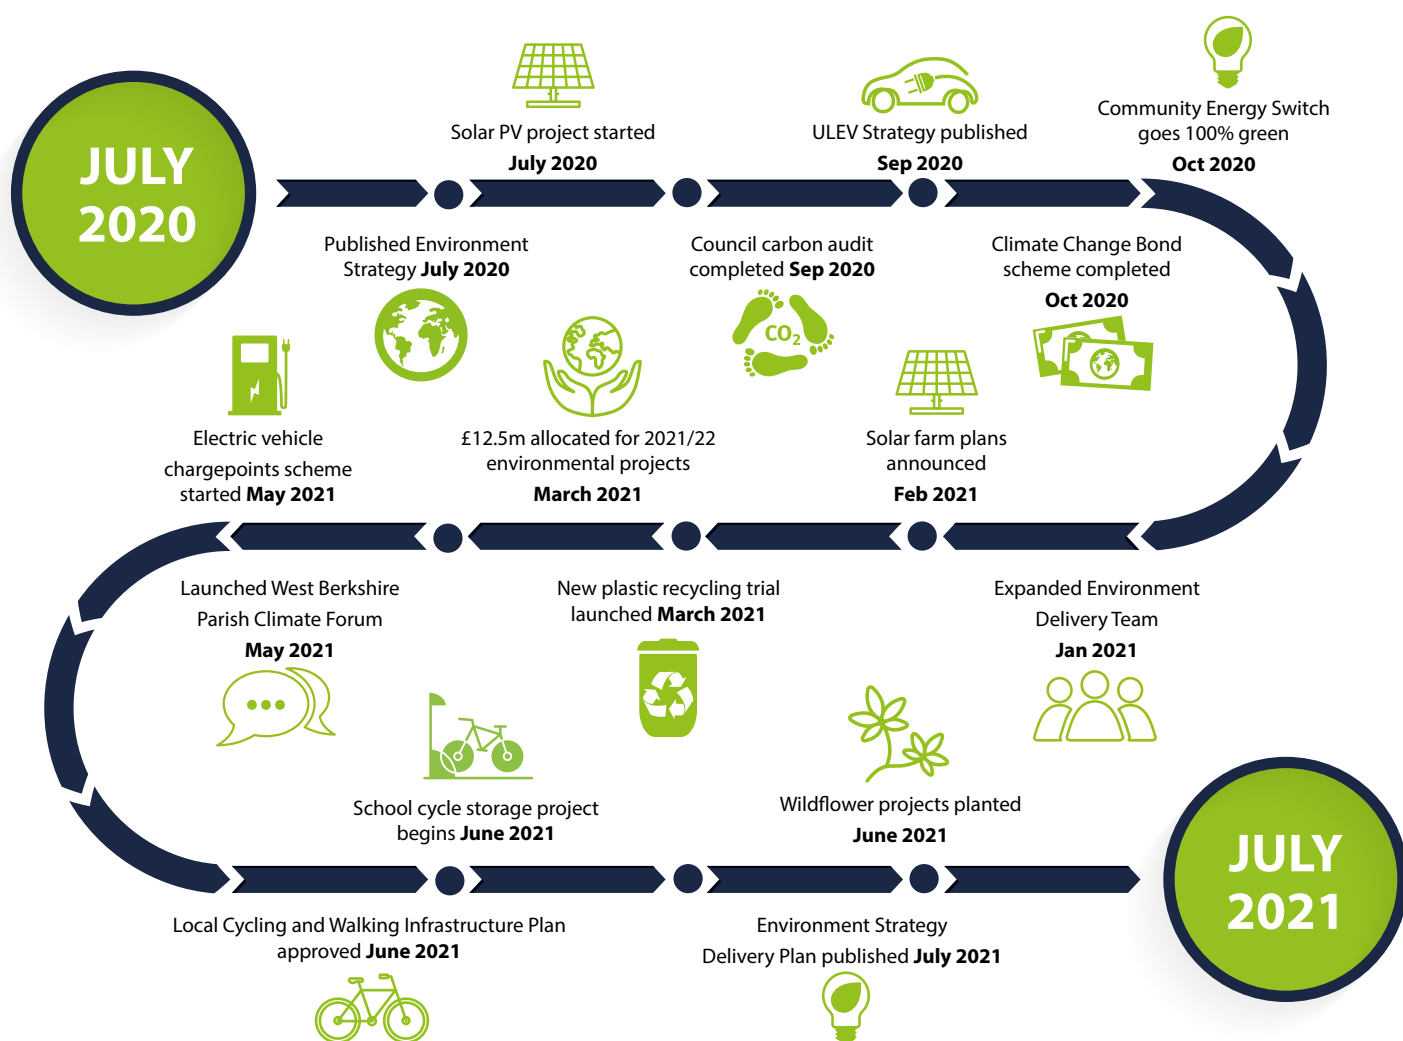 JULY
2020
Solar PV project started
July 2020
ULEV Strategy published
Sep 2020
Community Energy Switch
goes 100% green
Oct 2020
Published Environment
Strategy July 2020
Council carbon audit
completed Sep 2020
CO2
Climate Change Bond
scheme completed
Oct 2020
Electric vehicle
chargepoints scheme
started May 2021
£12.5m allocated for 2021/22
environmental projects
March 2021
Solar farm plans
announced
Feb 2021
Launched West Berkshire
Parish Climate Forum
May 2021
New plastic recycling trial
launched March 2021
Expanded Environment
Delivery Team
Jan 2021
School cycle storage project
begins June 2021
Wildflower projects planted
June 2021
JULY
2021
Local Cycling and Walking Infrastructure Plan
approved June 2021
Environment Strategy
Delivery Plan published July 2021